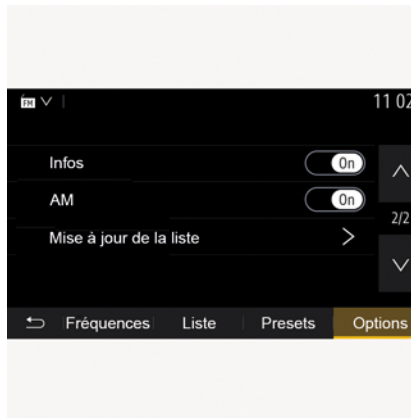 FM 11 02
Infos On
AM On
2/2
Mise à jour de la liste
Fréquences Liste Presets Options